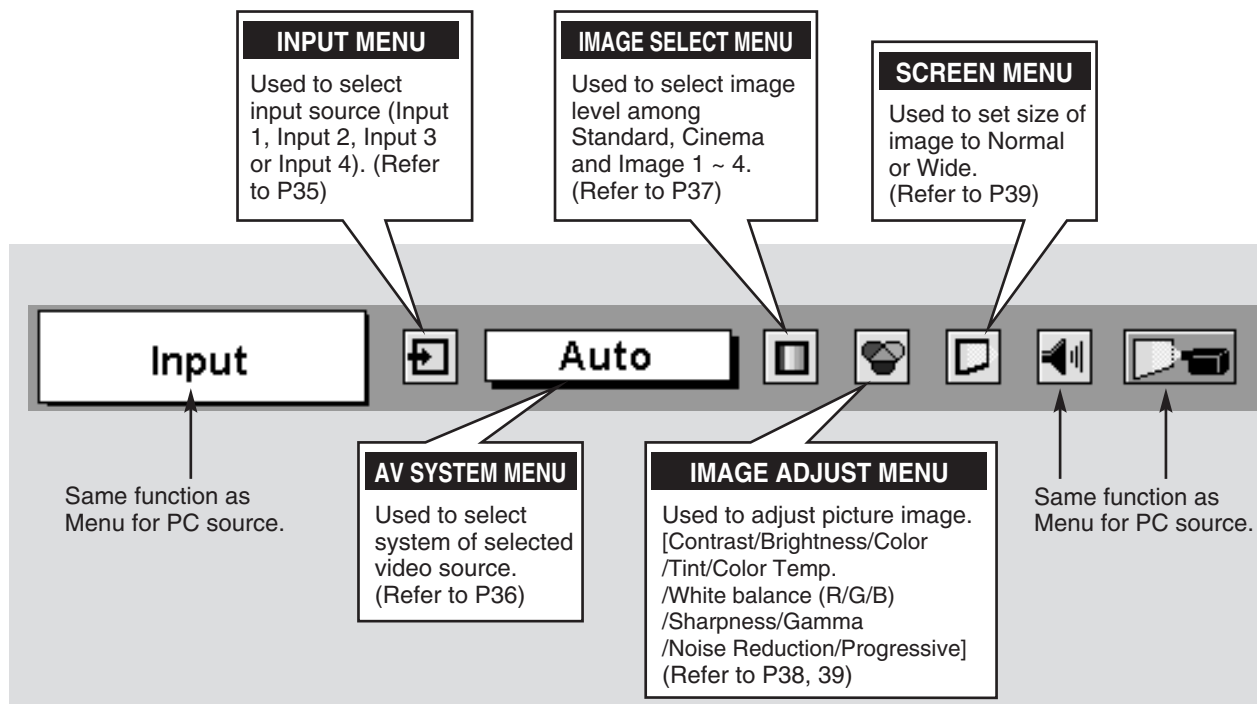 INPUT MENU
Used to select
input source (Input
1, Input 2, Input 3
or Input 4). (Refer
to P35)
IMAGE SELECT MENU
Used to select image
level among
Standard, Cinema
and Image 1 ~ 4.
(Refer to P37)
SCREEN MENU
Used to set size of
image to Normal
or Wide.
(Refer to P39)
Input
Auto
Same function as
Menu for PC source.
AV SYSTEM MENU
Used to select
system of selected
video source.
(Refer to P36)
IMAGE ADJUST MENU
Used to adjust picture image.
[Contrast/Brightness/Color
/Tint/Color Temp.
/White balance (R/G/B)
/Sharpness/Gamma
/Noise Reduction/Progressive]
(Refer to P38, 39)
Same function as
Menu for PC source.